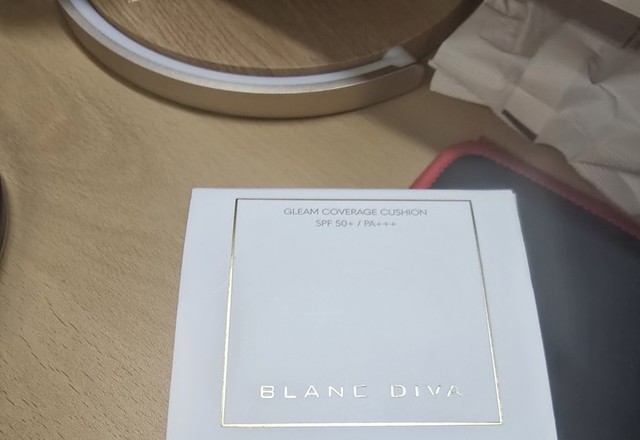 GLEAM COVERAGE CUSHION
SPF 50+ / PA+++
BLANC DIVA